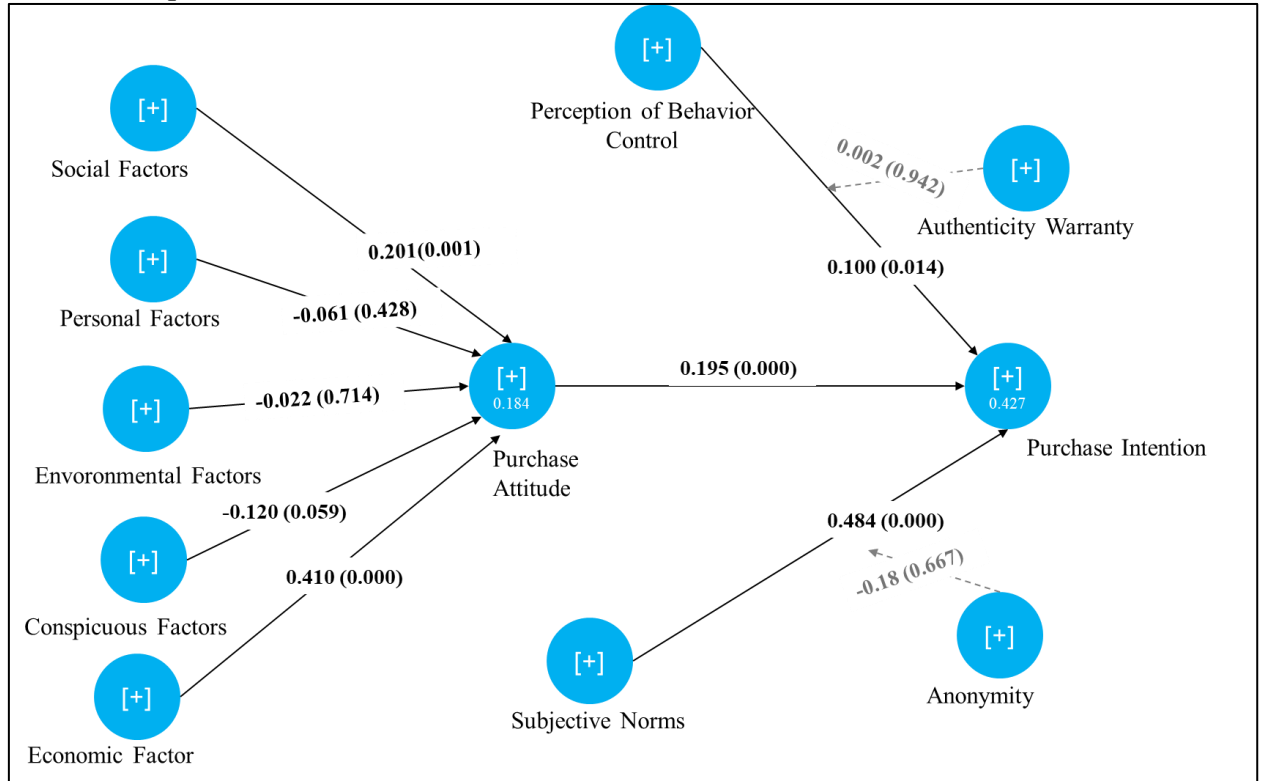 [+]
Social Factors
[+]
Personal Factors
[+]
Envoronmental Factors
[+]
Conspicuous Factors
[+]
Economic Factor
0.201(0.001)
-0.061 (0.428)
-0.022 (0.714)
-0.120 (0.059)
0.410 (0.000)
[+]
0.184
Purchase
Attitude
0.195 (0.000)
[+]
Perception of Behavior
Control
0.002 (0.942)
[+]
Authenticity Warranty
0.100 (0.014)
[+]
0.427
Purchase Intention
0.484 (0.000)
-0.18 (0.667)
[+]
Subjective Norms
[+]
Anonymity